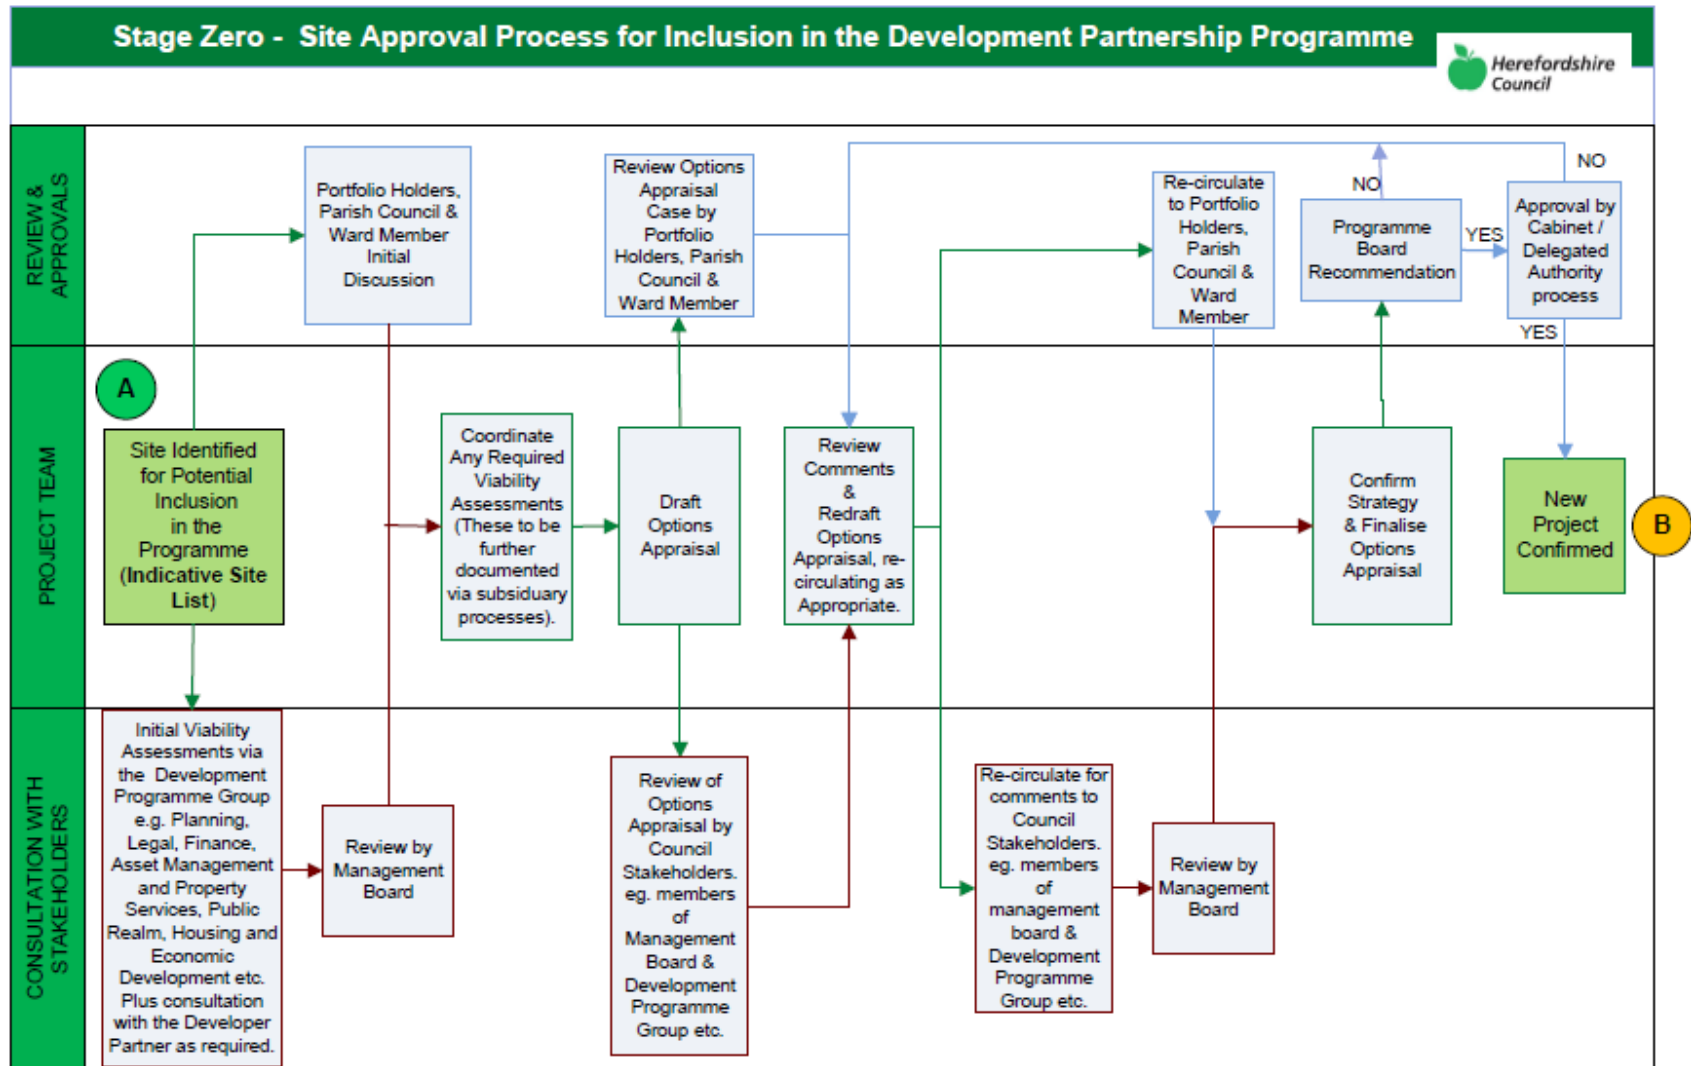 Stage Zero - Site Approval Process for Inclusion in the Development Partnership Programme
Herefordshire
Council
REVIEW &
APPROVALS
Portfolio Holders,
Parish Council &
Ward Member
Initial
Discussion
Review Options
Appraisal
Case by
Portfolio
Holders, Parish
Council &
Ward Member
Re-circulate
to Portfolio
Holders,
Parish
Council &
Ward
Member
NO
Programme
Board
Recommendation
YES
NO
Approval by
Cabinet /
Delegated
Authority
process
YES
PROJECT TEAM
A
Site Identified
for Potential
Inclusion
in the
Programme
(Indicative Site
List)
Coordinate
Any Required
Viability
Assessments
(These to be
further
documented
via subsiduary
processes).
Draft
Options
Appraisal
Review
Comments
&
Redraft
Options
Appraisal, re-
circulating as
Appropriate.
Confirm
Strategy
& Finalise
Options
Appraisal
New
Project
Confirmed
B
CONSULTATION WITH
STAKEHOLDERS
Initial Viability
Assessments via
the Development
Programme Group
e.g. Planning,
Legal, Finance,
Asset Management
and Property
Services, Public
Realm, Housing and
Economic
Development etc.
Plus consultation
with the Developer
Partner as required.
Review by
Management
Board
Review of
Options
Appraisal by
Council
Stakeholders.
eg. members
of
Management
Board &
Development
Programme
Group etc.
Re-circulate for
comments to
Council
Stakeholders.
eg. members
of
management
board &
Development
Programme
Group etc.
Review by
Management
Board